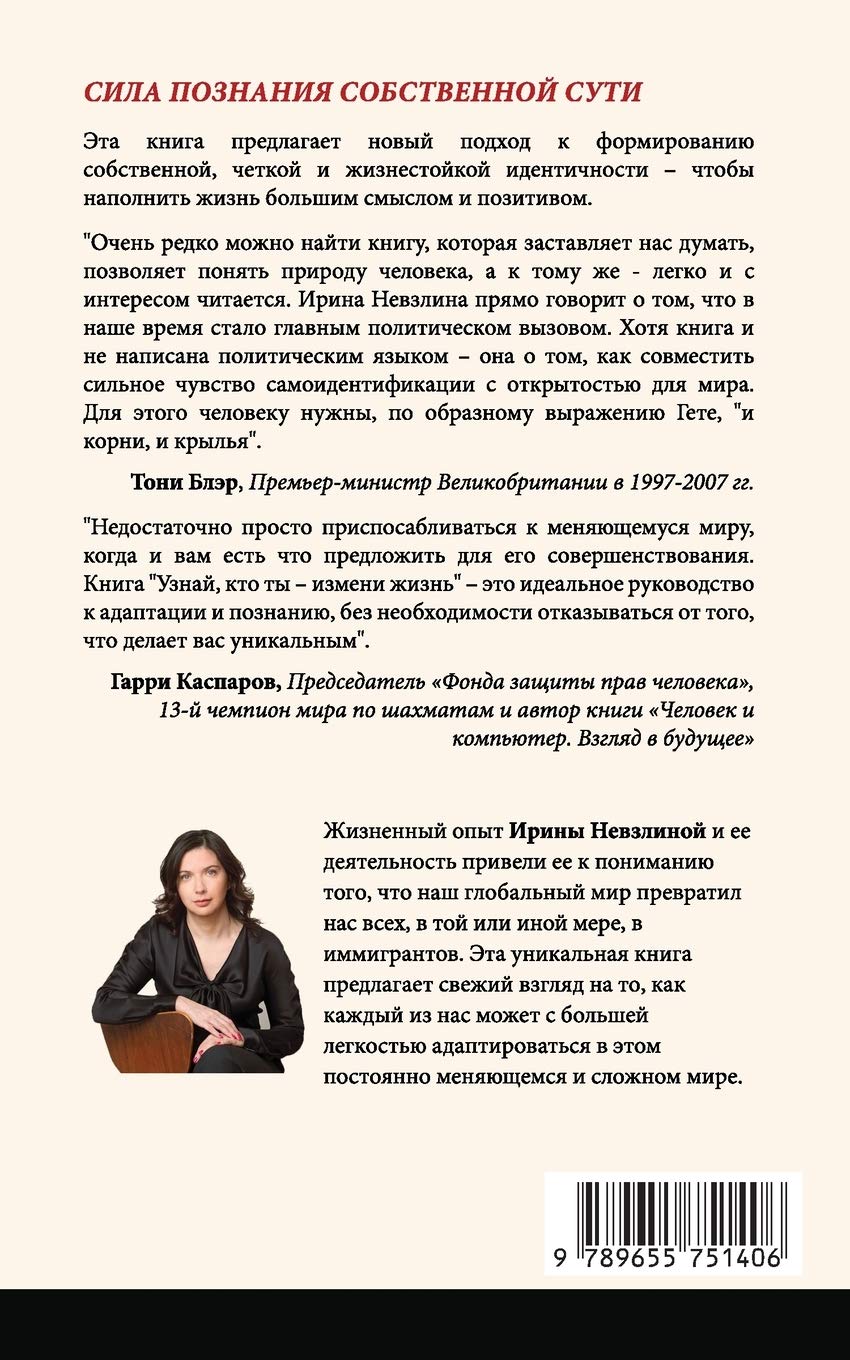 СИЛА ПОЗНАНИЯ СОБСТВЕННОЙ СУТИ
Эта книга предлагает новый подход к формированию
собственной, четкой и жизнестойкой идентичности – чтобы
наполнить жизнь большим смыслом и позитивом.
"Очень редко можно найти книгу, которая заставляет нас думать,
позволяет понять природу человека, а к тому же - легко и с
интересом читается. Ирина Невзлина прямо говорит о том, что в
наше время стало главным политическом вызовом. Хотя книга и
не написана политическим языком – она о том, как совместить
сильное чувство самоидентификации с открытостью для мира.
Для этого человеку нужны, по образному выражению Гете, "и
корни, и крылья".
Тони Блэр, Премьер-министр Великобритании в 1997-2007 гг.
"Недостаточно просто приспосабливаться к меняющемуся миру,
когда и вам есть что предложить для его совершенствования.
Книга "Узнай, кто ты – измени жизнь" – это идеальное руководство
к адаптации и познанию, без необходимости отказываться от того,
что делает вас уникальным".
Гарри Каспаров, Председатель «Фонда защиты прав человека»,
13-й чемпион мира по шахматам и автор книги «Человек и
компьютер. Взгляд в будущее»
Жизненный опыт Ирины Невзлиной и ее
деятельность привели ее к пониманию
того, что наш глобальный мир превратил
нас всех, в той или иной мере, в
иммигрантов. Эта уникальная книга
предлагает свежий взгляд на то, как
каждый из нас может с большей
легкостью адаптироваться в этом
постоянно меняющемся и сложном мире.
9 789655 751406